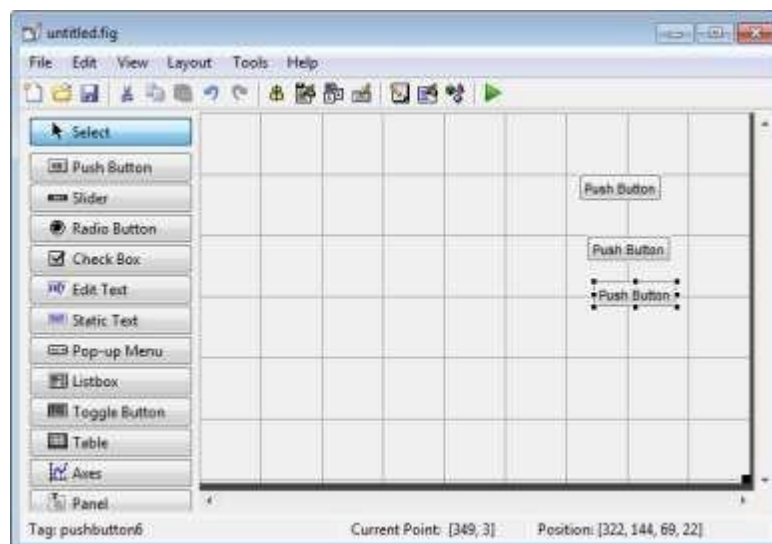 untitled.fig
File Edit View Layout Tools Help
Select
Push Button
Slider
Radio Button
Check Box
Edit Text
Static Text
Pop-up Menu
Listbox
Toggle Button
Table
Axes
Panel
Push Button
Push Button
Push Button
Tag: pushbutton6 Current Point: [349, 3] Position: [322, 144, 69, 22]